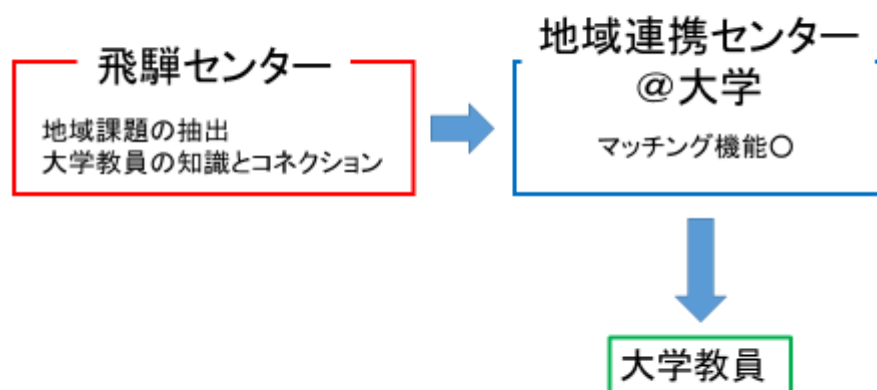 飛騨センター
地域課題の抽出
大学教員の知識とコネクション
地域連携センター
＠大学
マッチング機能〇
大学教員